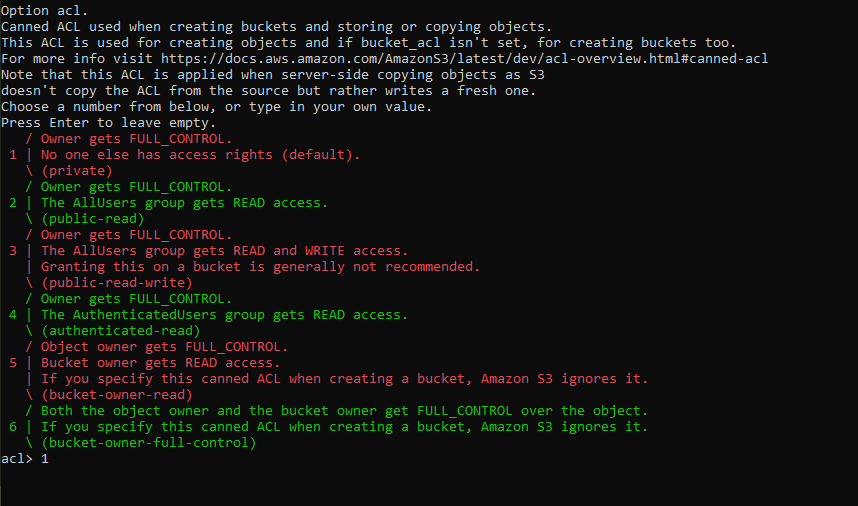 Option acl.
Canned ACL used when creating buckets and storing or copying objects.
This ACL is used for creating objects and if bucket_acl isn't set, for creating buckets too.
For more info visit https://docs.aws.amazon.com/AmazonS3/latest/dev/acl-overview.html#canned-acl
Note that this ACL is applied when server-side copying objects as S3
doesn't copy the ACL from the source but rather writes a fresh one.
Choose a number from below, or type in your own value.
Press Enter to leave empty.
   / Owner gets FULL_CONTROL.
 1 | No one else has access rights (default).
   \ (private)
   / Owner gets FULL_CONTROL.
 2 | The AllUsers group gets READ access.
   \ (public-read)
   / Owner gets FULL_CONTROL.
 3 | The AllUsers group gets READ and WRITE access.
   | Granting this on a bucket is generally not recommended.
   \ (public-read-write)
   / Owner gets FULL_CONTROL.
 4 | The AuthenticatedUsers group gets READ access.
   \ (authenticated-read)
   / Object owner gets FULL_CONTROL.
 5 | Bucket owner gets READ access.
   | If you specify this canned ACL when creating a bucket, Amazon S3 ignores it.
   \ (bucket-owner-read)
   / Both the object owner and the bucket owner get FULL_CONTROL over the object.
 6 | If you specify this canned ACL when creating a bucket, Amazon S3 ignores it.
   \ (bucket-owner-full-control)
acl> 1